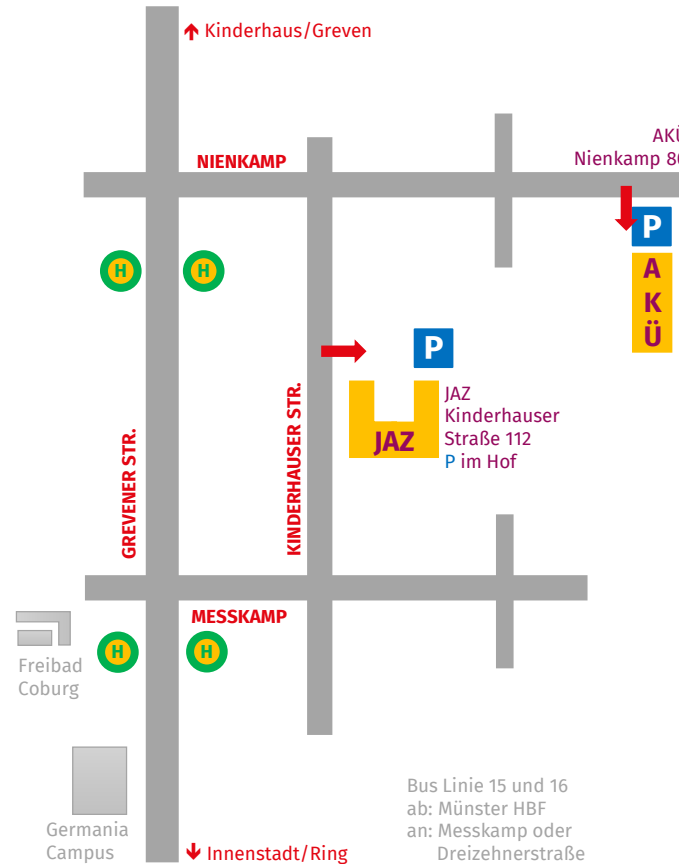 Kinderhaus/Greven
AKÜ
Nienkamp 80
NIENKAMP
P
H
H
A
K
Ü
P
JAZ
Kinderhauser
Straße 112
P im Hof
JAZ
GREVENER STR.
KINDERHAUSER STR.
MESSKAMP
H
H
Freibad
Coburg
Germania
Campus
Bus Linie 15 und 16
ab: Münster HBF
an: Messkamp oder
Dreizehnerstraße
Innenstadt/Ring